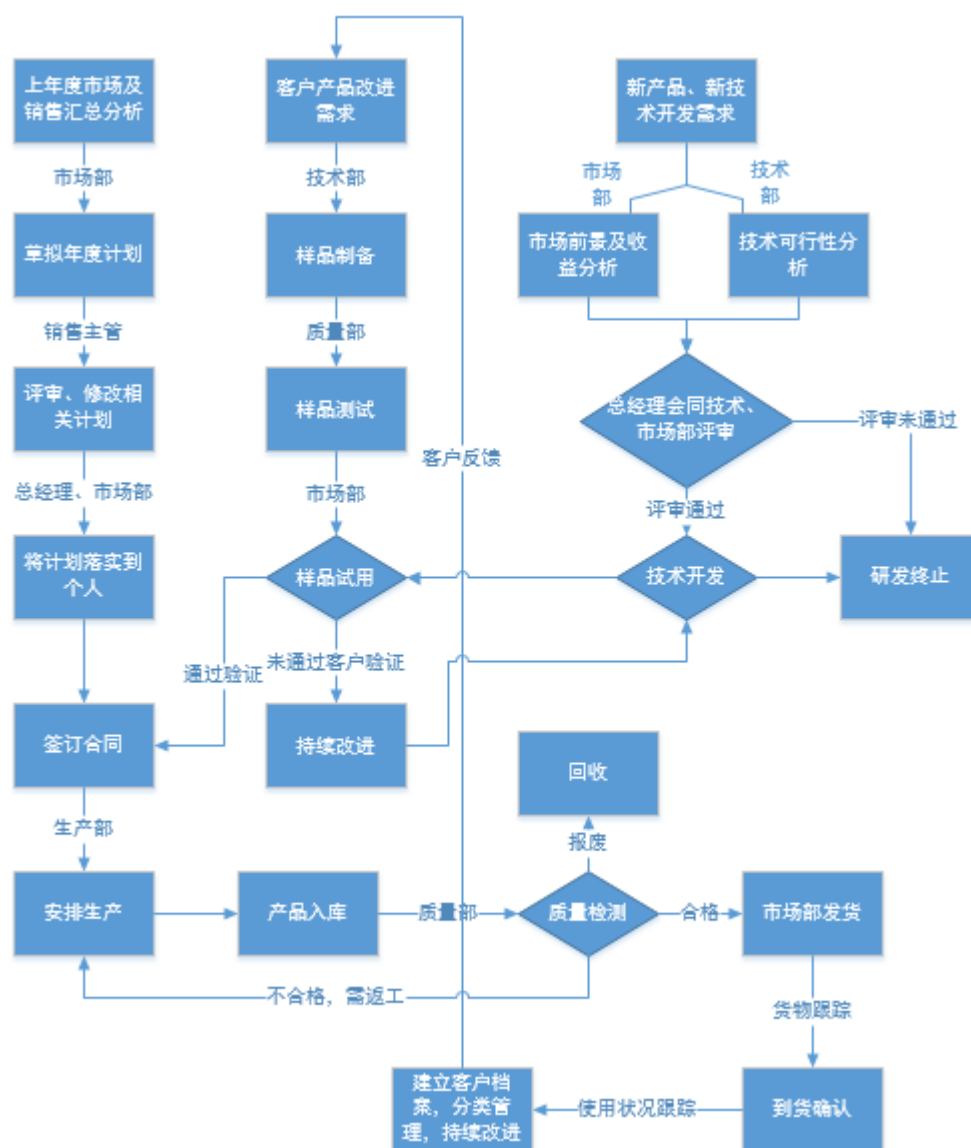 上年度市场及
销售汇总分析
市场部
草拟年度计划
销售主管
评审、修改相
关计划
总经理、市场部
将计划落实到
个人
签订合同
生产部
安排生产
客户产品改进
需求
技术部
样品制备
质量部
样品测试
市场部
样品试用
通过验证
未通过客户验证
持续改进
客户反馈
新产品、新技
术开发需求
市场
部
技术
部
市场前景及收
益分析
技术可行性分
析
总经理会同技术、
市场部评审
评审未通过
评审通过
技术开发
研发终止
回收
报废
产品入库
质量部
质量检测
合格
市场部发货
不合格，需返工
货物跟踪
建立客户档
案，分类管
理，持续改进
使用状况跟踪
到货确认